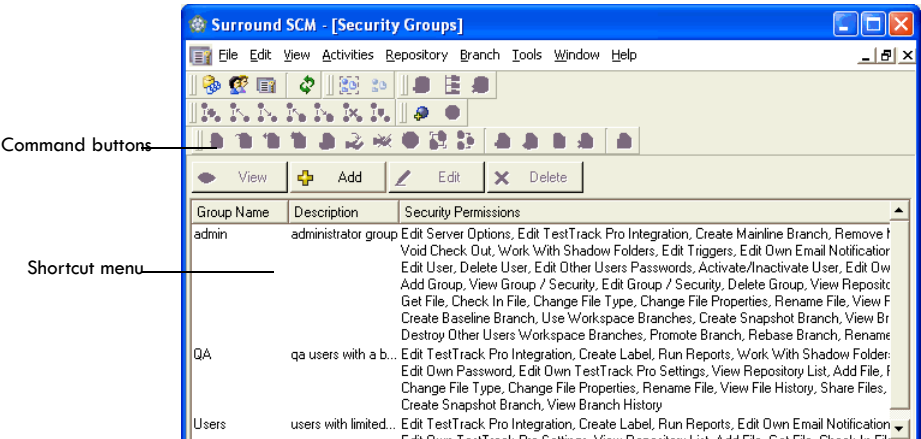 Surround SCM - [Security Groups]
File Edit View Activities Repository Branch Tools Window Help
Command buttons
View Add Edit Delete
Group Name Description Security Permissions
admin administrator group Edit Server Options, Edit TestTrack Pro Integration, Create Mainline Branch, Remove
Void Check Out, Work With Shadow Folders, Edit Triggers, Edit Own Email Notification
Shortcut menu
Edit User, Delete User, Edit Other Users Passwords, Activate/Inactivate User, Edit Ow
Add Group, View Group / Security, Edit Group / Security, Delete Group, View Reposito
Get File, Check In File, Change File Type, Change File Properties, Rename File, View F
Create Baseline Branch, Use Workspace Branches, Create Snapshot Branch, View Br
Destroy Other Users Workspace Branches, Promote Branch, Rebase Branch, Rename
QA qa users with a b... Edit TestTrack Pro Integration, Create Label, Run Reports, Work With Shadow Folder
Edit Own Password, Edit Own TestTrack Pro Settings, View Repository List, Add File,
Change File Type, Change File Properties, Rename File, View File History, Share Files,
Create Snapshot Branch, View Branch History
Users users with limited... Edit TestTrack Pro Integration, Create Label, Run Reports, Edit Own Email Notification